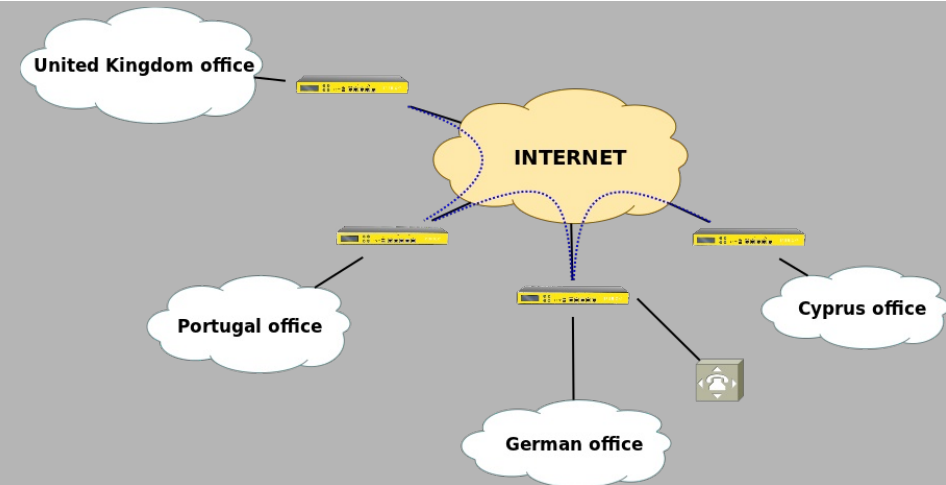 United Kingdom office
INTERNET
Portugal office
Cyprus office
German office